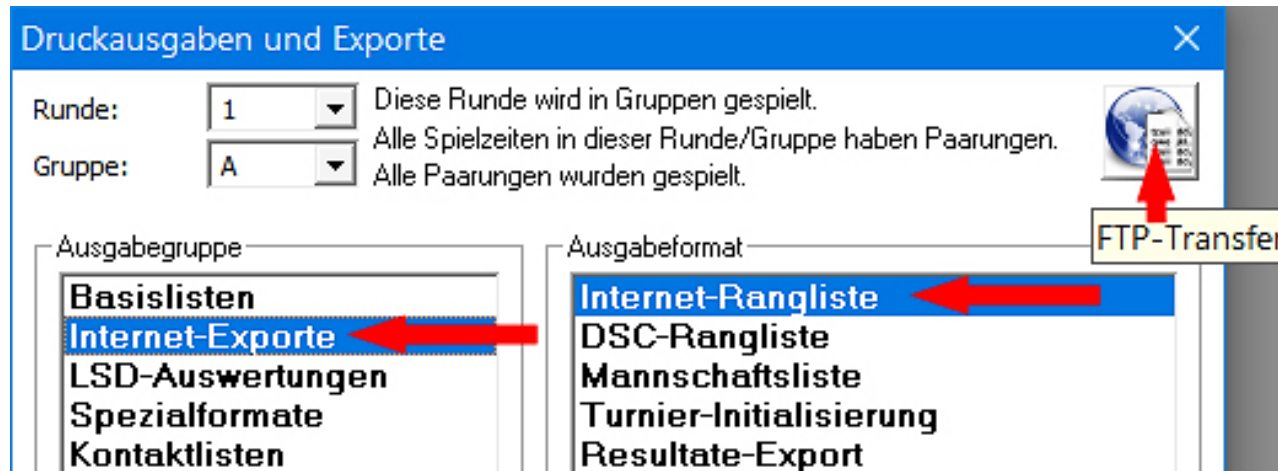 Druckausgaben und Exporte
Runde: 1 Diese Runde wird in Gruppen gespielt.
Alle Spielzeiten in dieser Runde/Gruppe haben Paarungen.
Gruppe: A Alle Paarungen wurden gespielt.
FTP-Transfer
Ausgabegruppe Ausgabeformat
Basislisten Internet-Rangliste
Internet-Exporte DSC-Rangliste
LSD-Auswertungen Mannschaftsliste
Spezialformate Turnier-Initialisierung
Kontaktlisten Resultate-Export